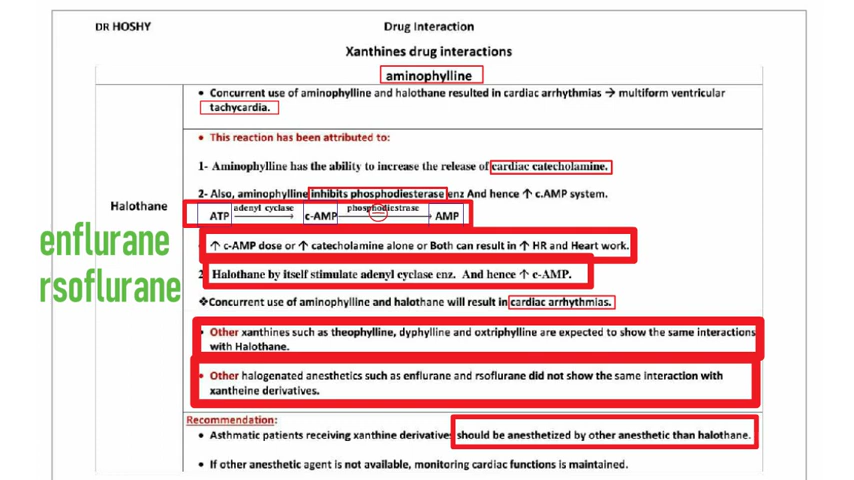 DR HOSHY
Drug Interaction
Xanthines drug interactions
aminophylline
Halothane
enflurane
rsoflurane
• Concurrent use of aminophylline and halothane resulted in cardiac arrhythmias → multiform ventricular
tachycardia.
• This reaction has been attributed to:
1- Aminophylline has the ability to increase the release of cardiac catecholamine.
2- Also, aminophylline inhibits phosphodiesterase enz And hence ↑ c.AMP system.
adenyl cyclase phosphodiestrase
ATP → c-AMP → AMP
↑ c-AMP dose or ↑ catecholamine alone or Both can result in ↑ HR and Heart work.
2 Halothane by itself stimulate adenyl cyclase enz. And hence ↑ c-AMP.
❖Concurrent use of aminophylline and halothane will result in cardiac arrhythmias.
• Other xanthines such as theophylline, dyphylline and oxtriphylline are expected to show the same interactions
with Halothane.
• Other halogenated anesthetics such as enflurane and rsoflurane did not show the same interaction with
xantheine derivatives.
Recommendation:
• Asthmatic patients receiving xanthine derivatives should be anesthetized by other anesthetic than halothane.
• If other anesthetic agent is not available, monitoring cardiac functions is maintained.